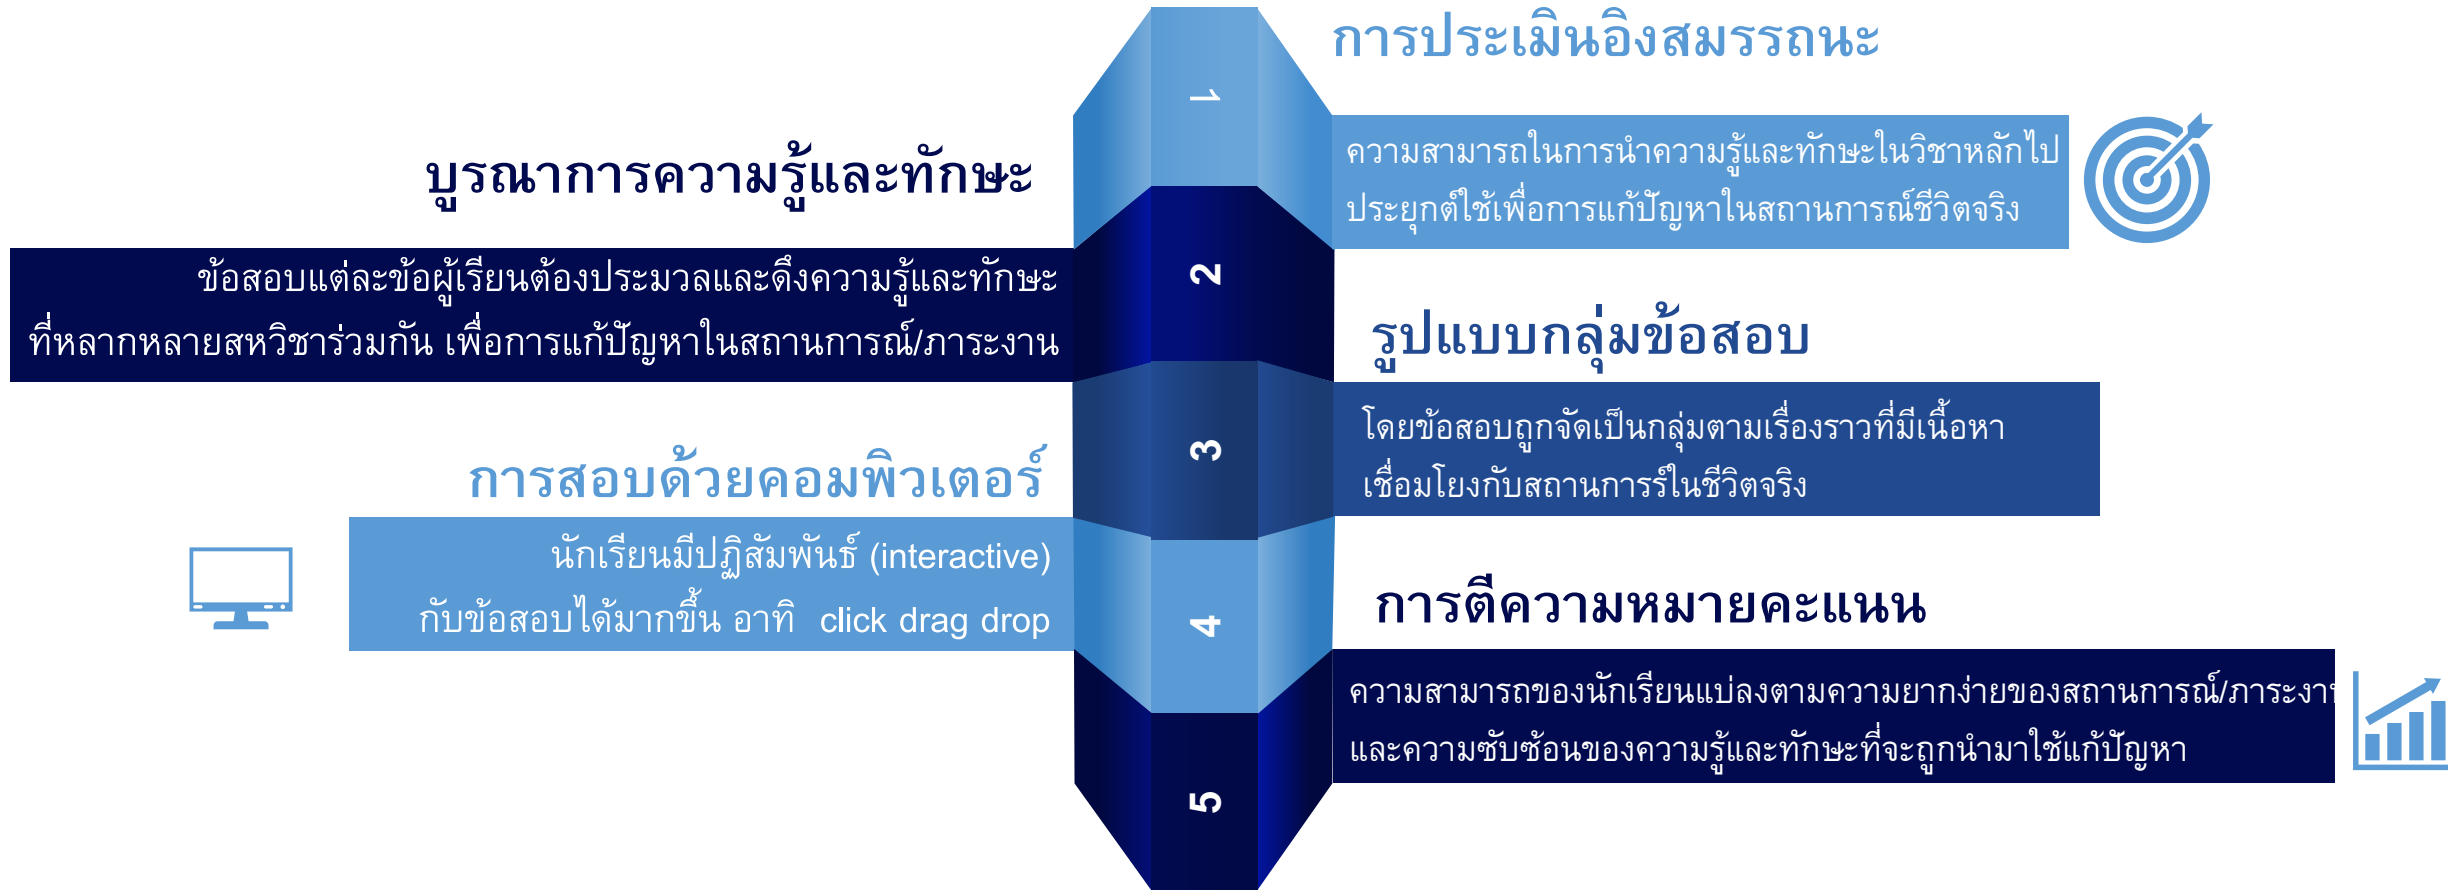 1
การประเมินอิงสมรรถนะ
ความสามารถในการนำความรู้และทักษะในวิชาหลักไป
ประยุกต์ใช้เพื่อการแก้ปัญหาในสถานการณ์ชีวิตจริง
2
บูรณาการความรู้และทักษะ
ข้อสอบแต่ละข้อผู้เรียนต้องประมวลและดึงความรู้และทักษะ
ที่หลากหลายสหวิชาร่วมกัน เพื่อการแก้ปัญหาในสถานการณ์/ภาระงาน
3
รูปแบบกลุ่มข้อสอบ
โดยข้อสอบถูกจัดเป็นกลุ่มตามเรื่องราวที่มีเนื้อหา
เชื่อมโยงกับสถานการร์ในชีวิตจริง
4
การสอบด้วยคอมพิวเตอร์
นักเรียนมีปฏิสัมพันธ์ (interactive)
กับข้อสอบได้มากขึ้น อาทิ click drag drop
5
การตีความหมายคะแนน
ความสามารถของนักเรียนแบ่ลงตามความยากง่ายของสถานการณ์/ภาระงาน
และความซับซ้อนของความรู้และทักษะที่จะถูกนำมาใช้แก้ปัญหา